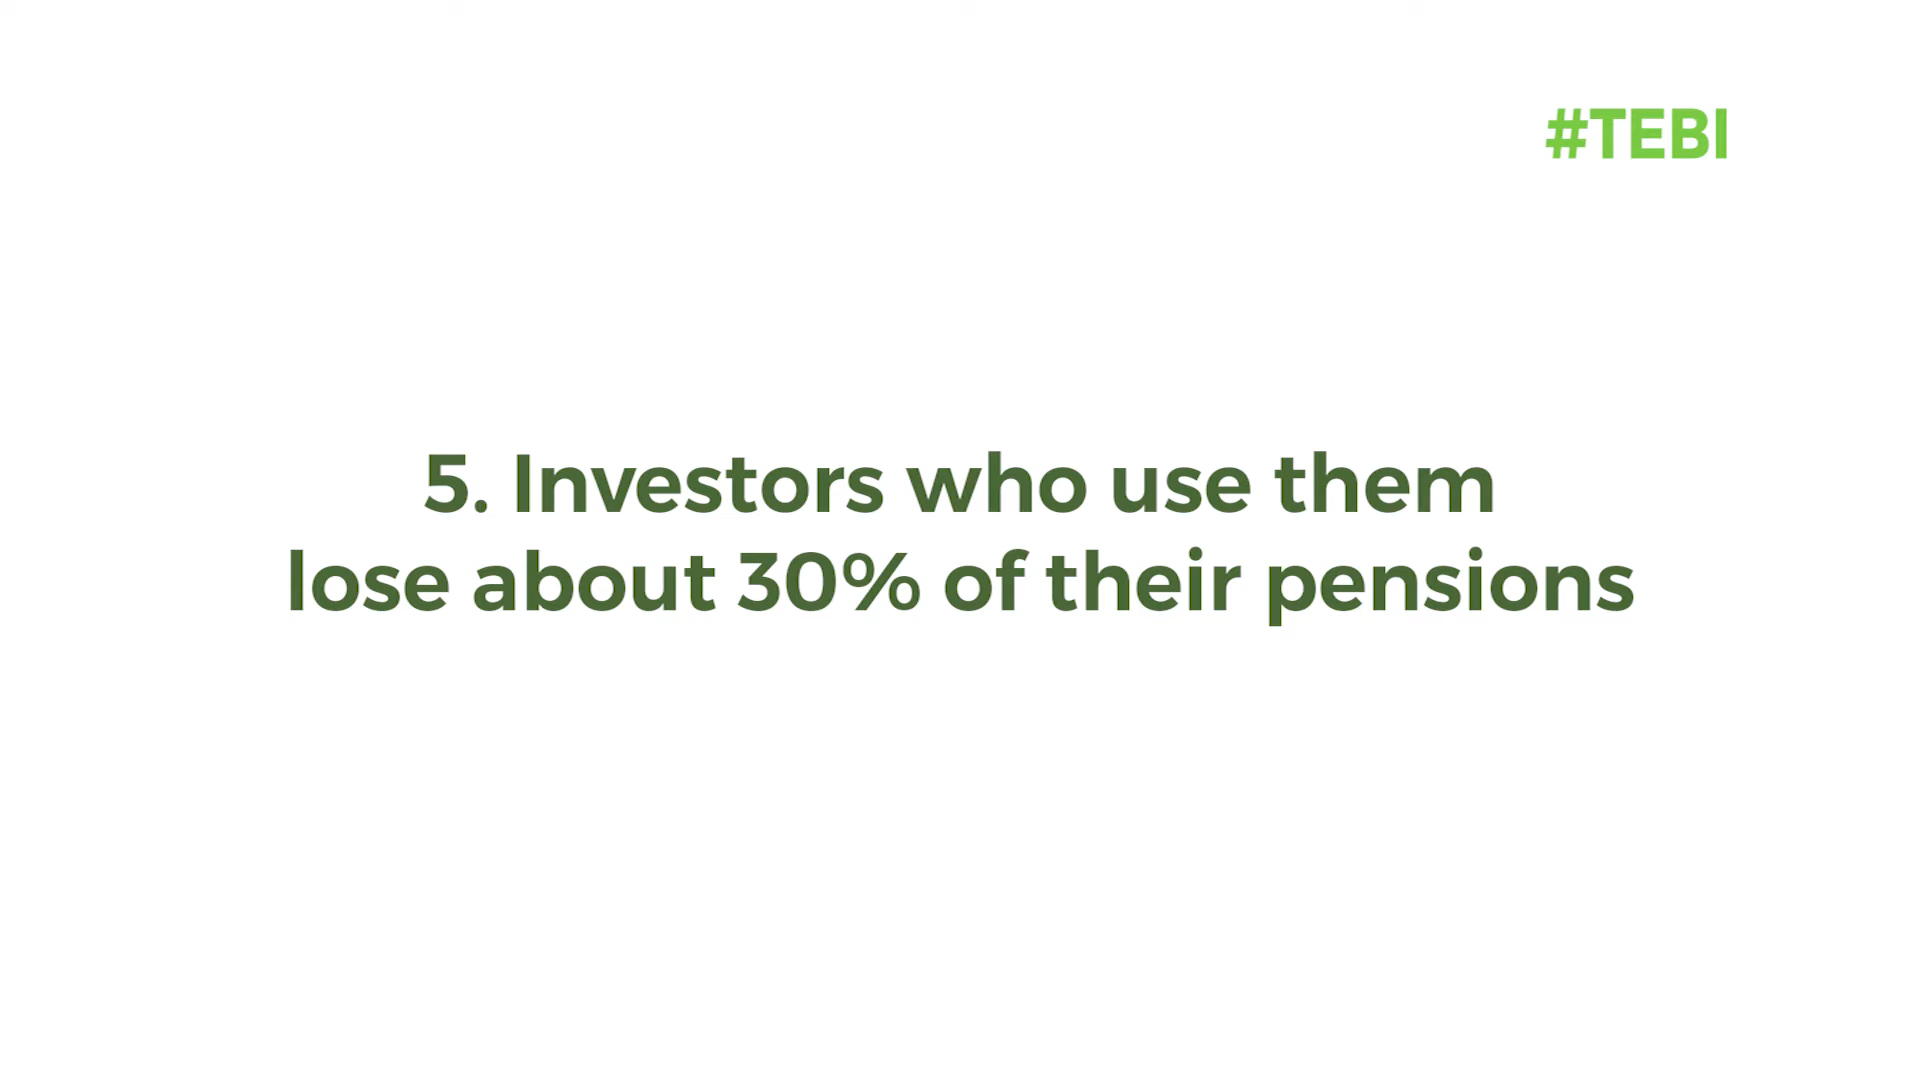 #TEBI
5. Investors who use them
lose about 30% of their pensions